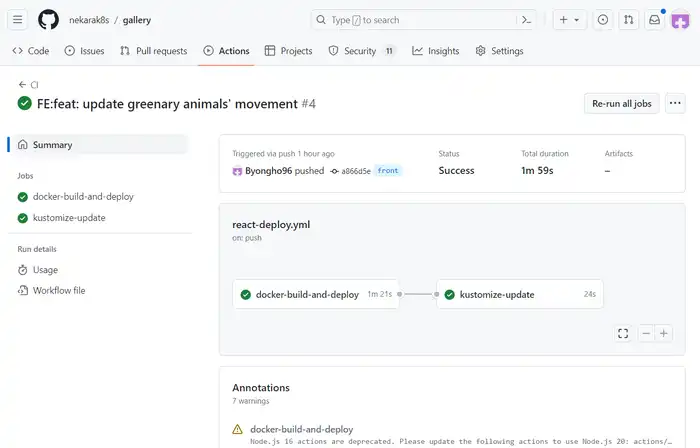 nekarak8s / gallery
Type / to search
Code
Issues
Pull requests
Actions
Projects
Security 11
Insights
Settings
CI
FE:feat: update greenary animals' movement #4
Re-run all jobs
Summary
Jobs
docker-build-and-deploy
kustomize-update
Run details
Usage
Workflow file
Triggered via push 1 hour ago
Byongho96 pushed a866d5e front
Status
Success
Total duration
1m 59s
Artifacts
–
react-deploy.yml
on: push
docker-build-and-deploy 1m 21s
kustomize-update 24s
Annotations
7 warnings
docker-build-and-deploy
Node.js 16 actions are deprecated. Please update the following actions to use Node.js 20: actions/…